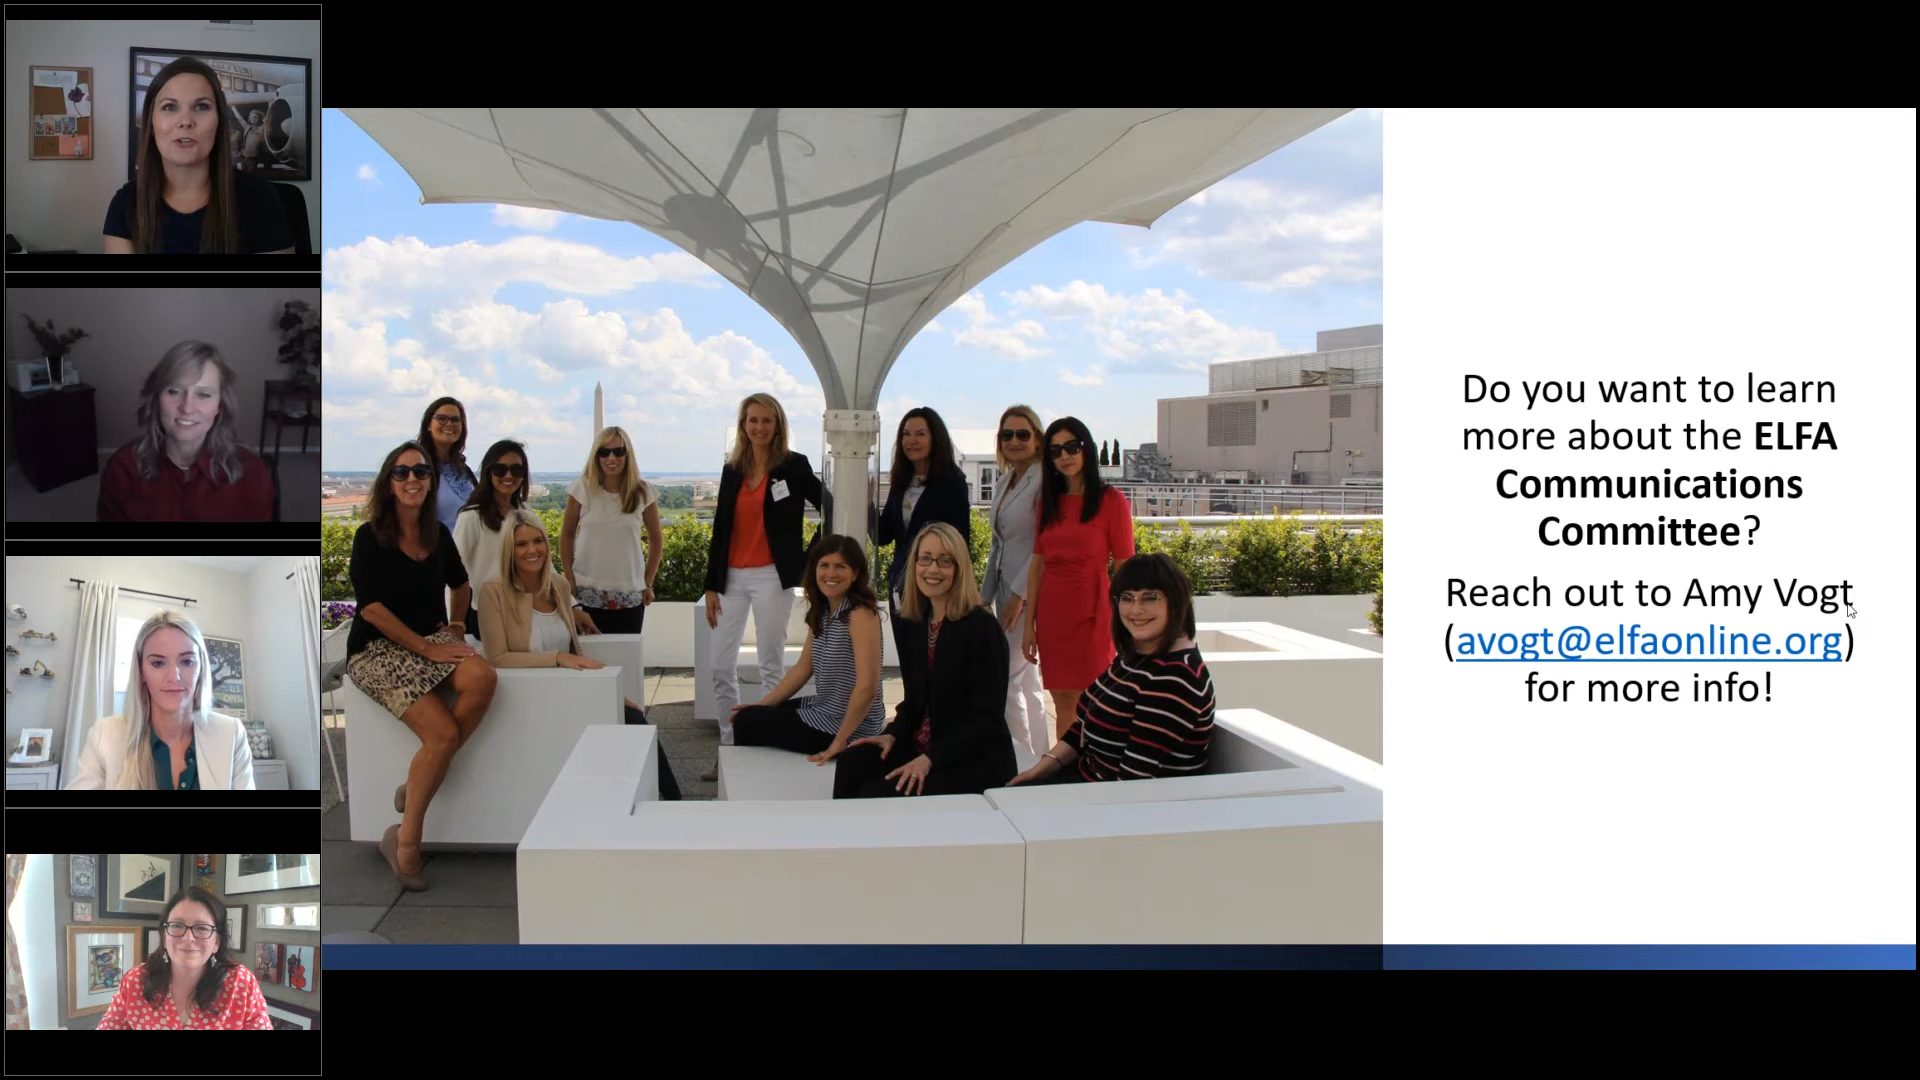 Do you want to learn
more about the ELFA
Communications
Committee?
Reach out to Amy Vogt
(avogt@elfaonline.org)
for more info!